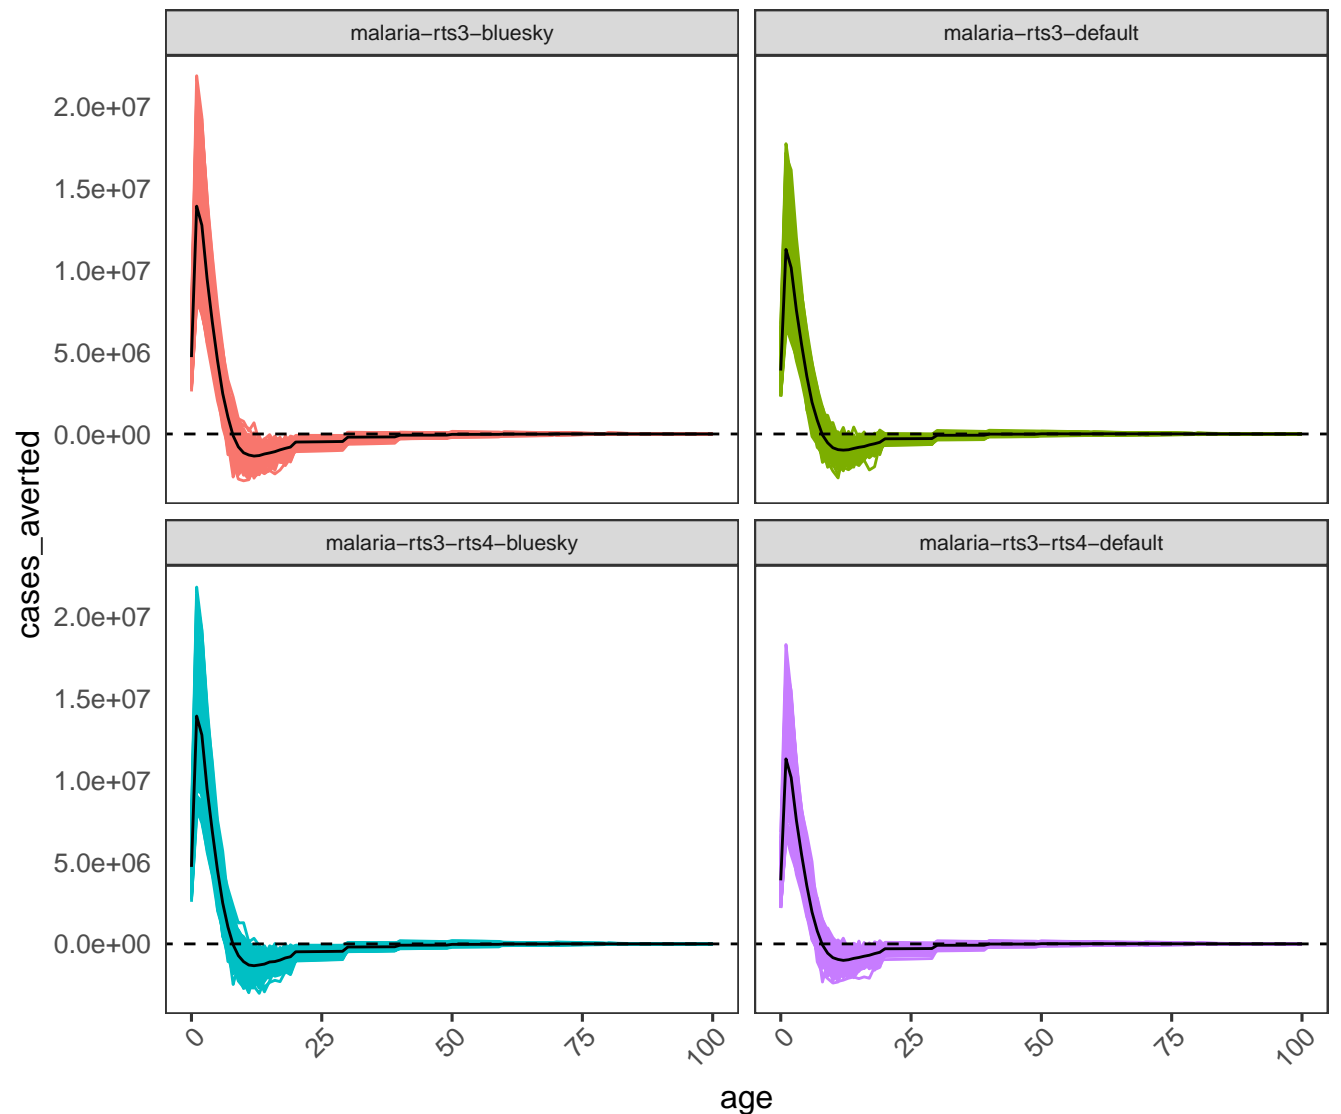 malaria−rts3−bluesky
malaria−rts3−default
2.0e+07
1.5e+07
1.0e+07
5.0e+06
0.0e+00
malaria−rts3−rts4−bluesky
malaria−rts3−rts4−default
2.0e+07
1.5e+07
1.0e+07
5.0e+06
0.0e+00
cases_averted
0 25 50 75 100
0 25 50 75 100
age